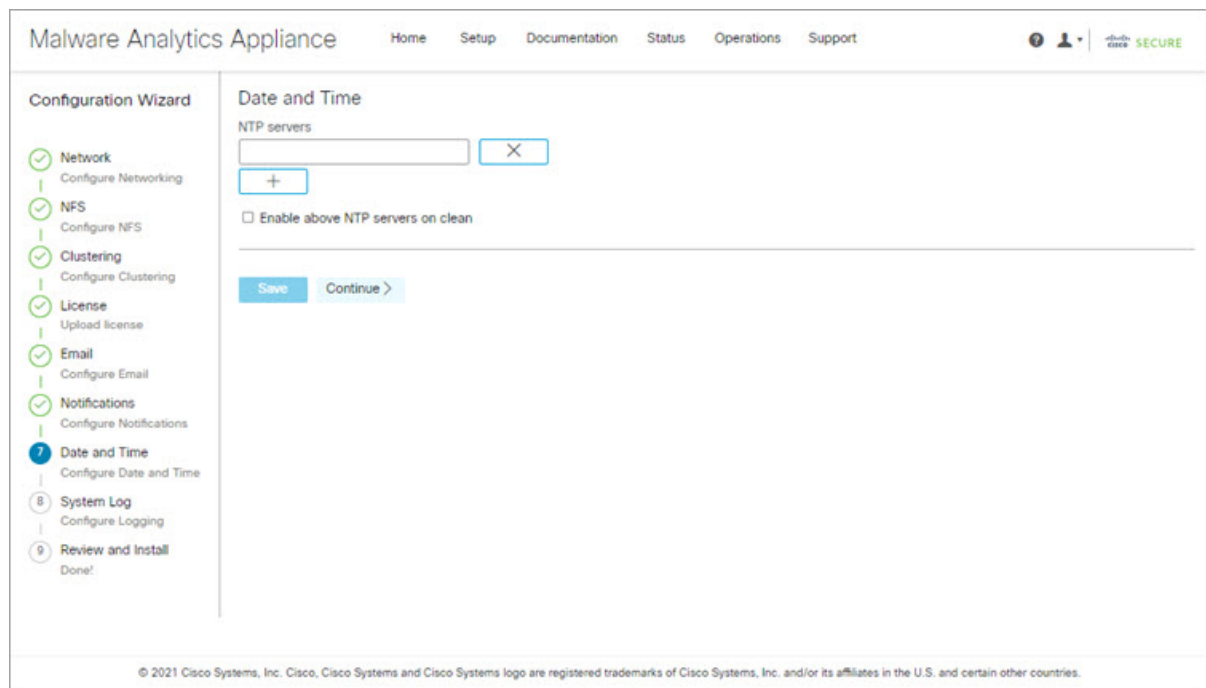 Malware Analytics Appliance
Home
Setup
Documentation
Status
Operations
Support
?
cisco SECURE
Configuration Wizard
Network
Configure Networking
NFS
Configure NFS
Clustering
Configure Clustering
License
Upload license
Email
Configure Email
Notifications
Configure Notifications
7
Date and Time
Configure Date and Time
8
System Log
Configure Logging
9
Review and Install
Done!
Date and Time
NTP servers
Enable above NTP servers on clean
Save
Continue >
© 2021 Cisco Systems, Inc. Cisco, Cisco Systems and Cisco Systems logo are registered trademarks of Cisco Systems, Inc. and/or its affiliates in the U.S. and certain other countries.